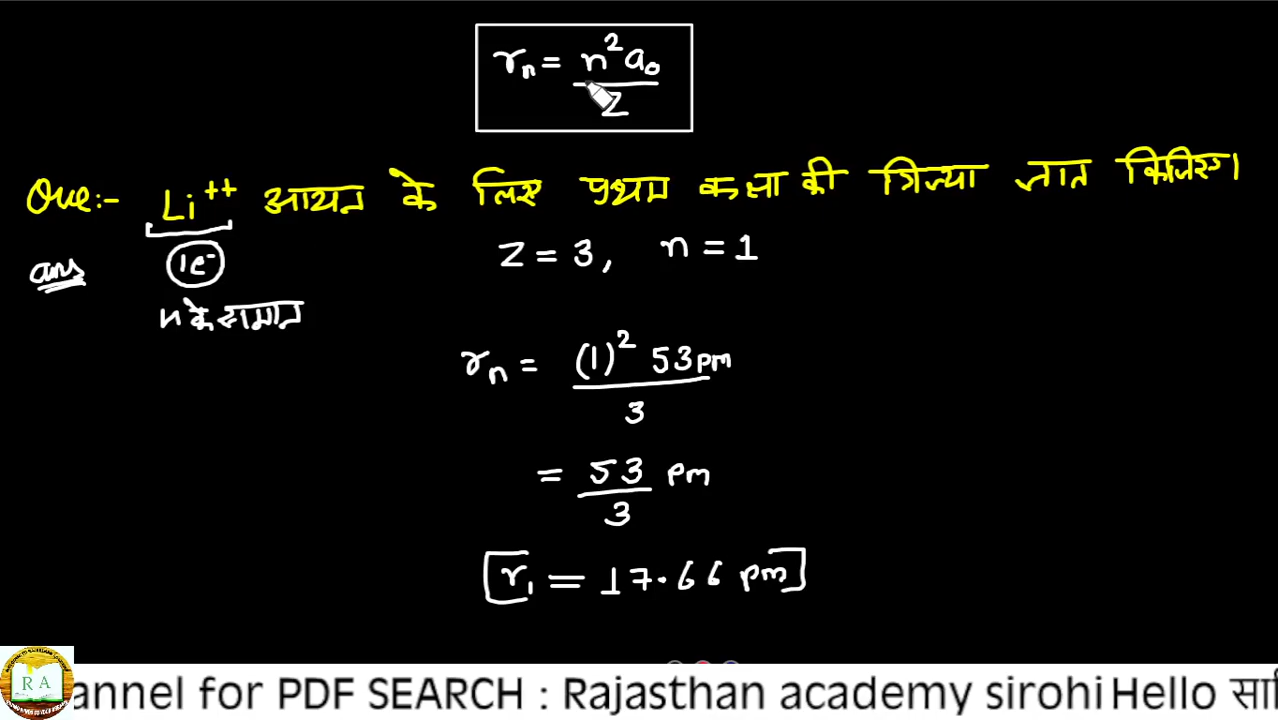 rₙ = n²a₀
Z
Que:- Li⁺⁺ आयन के लिए प्रथम कक्षा की त्रिज्या ज्ञात किजिए।
ans 1e⁻ Z = 3, n = 1
H के समान
rₙ = (1)² 53pm
3
= 53 pm
3
r₁ = 17.66 pm
RA
annel for PDF SEARCH : Rajasthan academy sirohi Hello